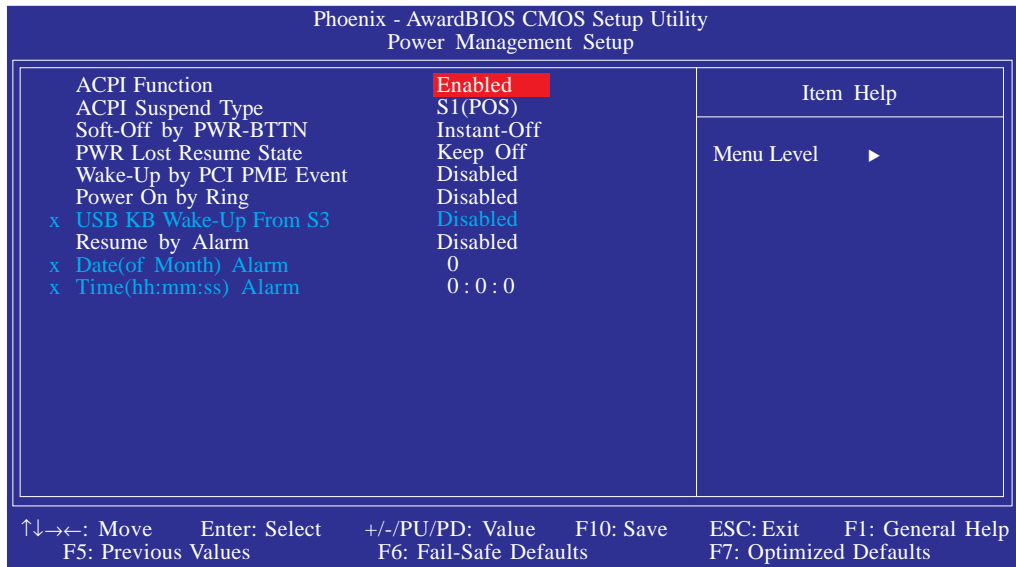 Phoenix - AwardBIOS CMOS Setup Utility
Power Management Setup
ACPI Function Enabled
ACPI Suspend Type S1(POS)
Soft-Off by PWR-BTTN Instant-Off
PWR Lost Resume State Keep Off
Wake-Up by PCI PME Event Disabled
Power On by Ring Disabled
x USB KB Wake-Up From S3 Disabled
Resume by Alarm Disabled
x Date(of Month) Alarm 0
x Time(hh:mm:ss) Alarm 0 : 0 : 0
Item Help
Menu Level ►
↑↓→←: Move Enter: Select +/-/PU/PD: Value F10: Save ESC: Exit F1: General Help
F5: Previous Values F6: Fail-Safe Defaults F7: Optimized Defaults